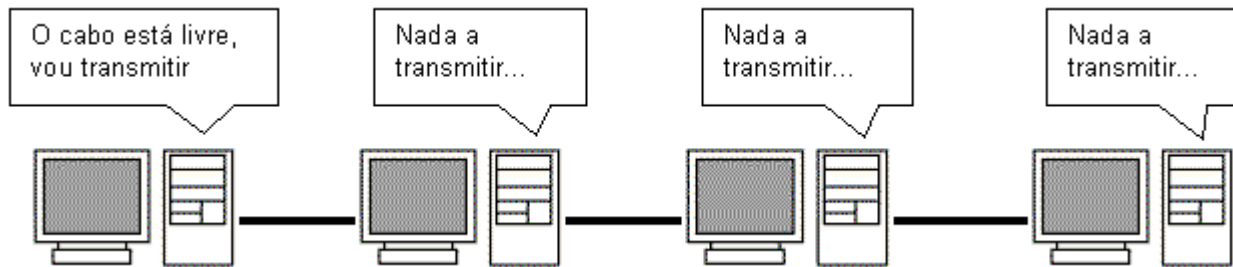 O cabo está livre,
vou transmitir
Nada a
transmitir...
Nada a
transmitir...
Nada a
transmitir...